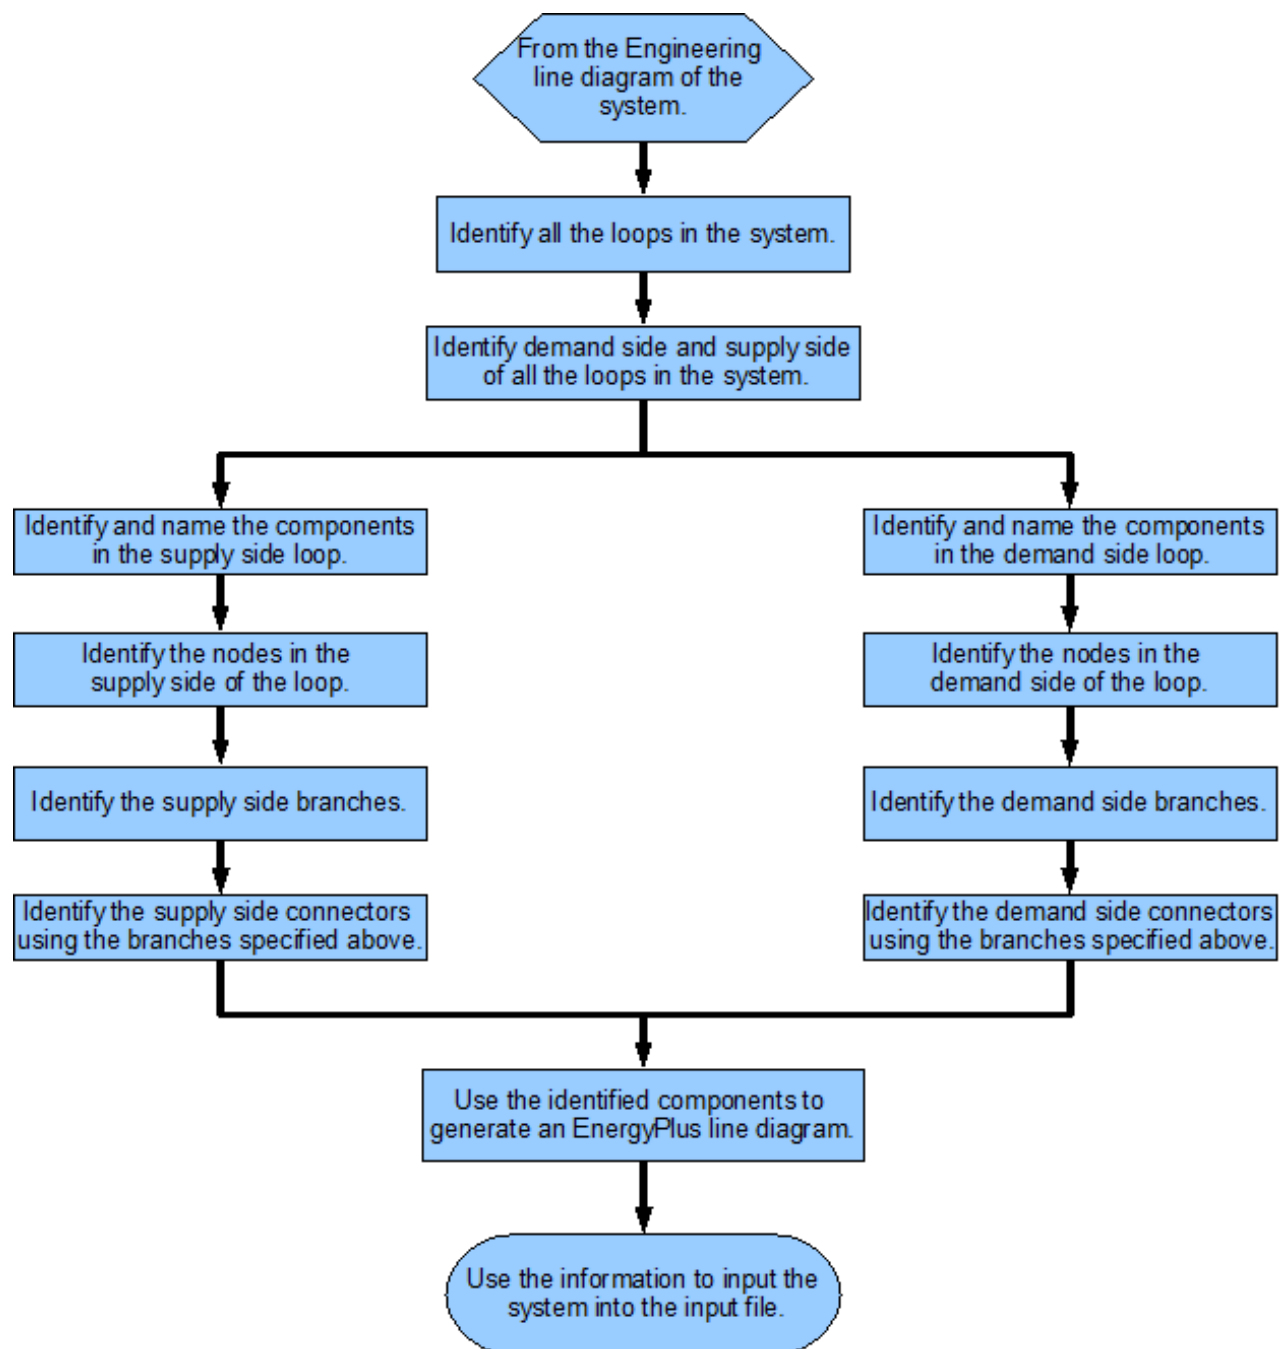 From the Engineering
line diagram of the
system.
Identify all the loops in the system.
Identify demand side and supply side
of all the loops in the system.
Identify and name the components
in the supply side loop.
Identify the nodes in the
supply side of the loop.
Identify the supply side branches.
Identify the supply side connectors
using the branches specified above.
Identify and name the components
in the demand side loop.
Identify the nodes in the
demand side of the loop.
Identify the demand side branches.
Identify the demand side connectors
using the branches specified above.
Use the identified components to
generate an EnergyPlus line diagram.
Use the information to input the
system into the input file.